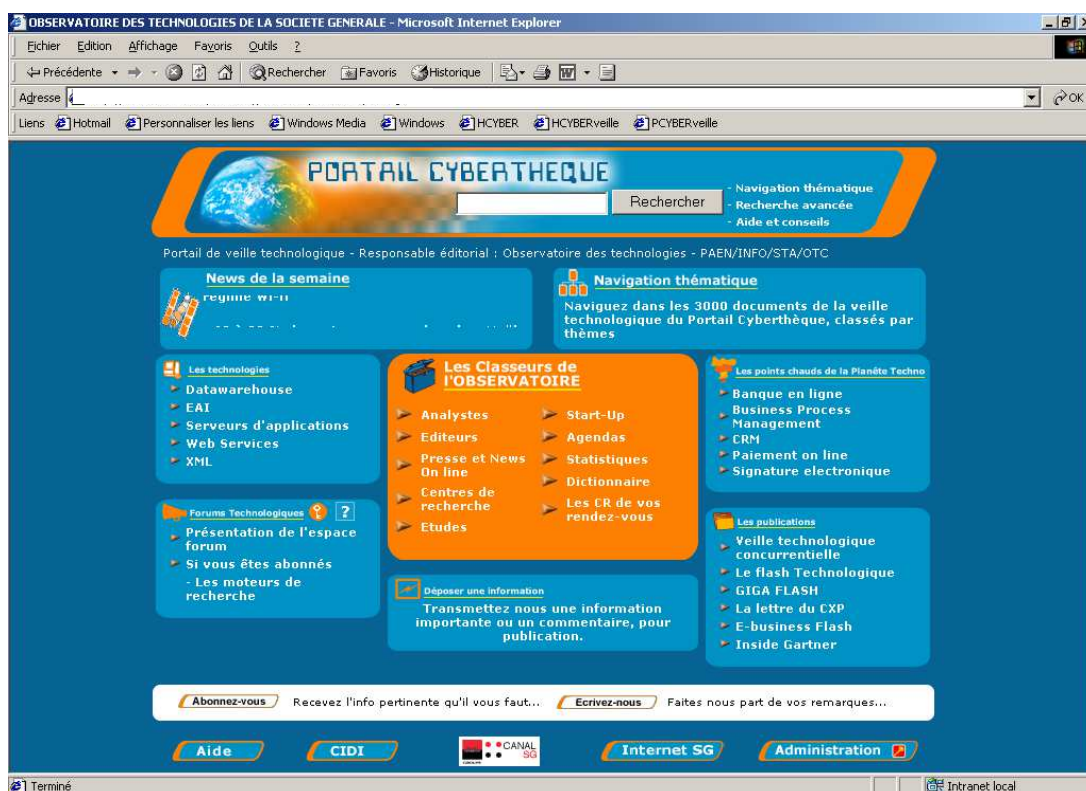 OBSERVATOIRE DES TECHNOLOGIES DE LA SOCIETE GENERALE - Microsoft Internet Explorer
Fichier Edition Affichage Favoris Outils ?
Précédente Rechercher Favoris Historique
Adresse OK
Liens Hotmail Personnaliser les liens Windows Media Windows HCYBER HCYBERveille PCYBERveille
PORTAIL CYBERTHEQUE
Rechercher
- Navigation thématique
- Recherche avancée
- Aide et conseils
Portail de veille technologique - Responsable éditorial : Observatoire des technologies - PAEN/INFO/STA/OTC
News de la semaine
Navigation thématique
Naviguez dans les 3000 documents de la veille
technologique du Portail Cyberthèque, classés par
thèmes
Les technologies
Datawarehouse
EAI
Serveurs d'applications
Web Services
XML
Les Classeurs de
l'OBSERVATOIRE
Analystes
Editeurs
Presse et News
On line
Centres de
recherche
Etudes
Start-Up
Agendas
Statistiques
Dictionnaire
Les CR de vos
rendez-vous
Les points chauds de la Planête Techno
Banque en ligne
Business Process
Management
CRM
Paiement on line
Signature electronique
Forums Technologiques ?
Présentation de l'espace
forum
Si vous êtes abonnés
- Les moteurs de
recherche
Déposer une information
Transmettez nous une information
importante ou un commentaire, pour
publication.
Les publications
Veille technologique
concurrentielle
Le flash Technologique
GIGA FLASH
La lettre du CXP
E-business Flash
Inside Gartner
Abonnez-vous Recevez l'info pertinente qu'il vous faut... Ecrivez-nous Faites nous part de vos remarques...
Aide CIDI CANAL SG Internet SG Administration
Terminé Intranet local